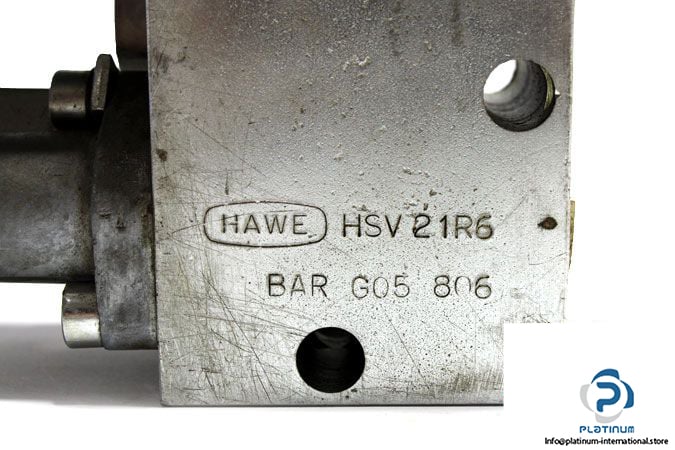 HAWE HSV 21R6
BAR G05 806
PLATINUM
Info@platinum-international.store